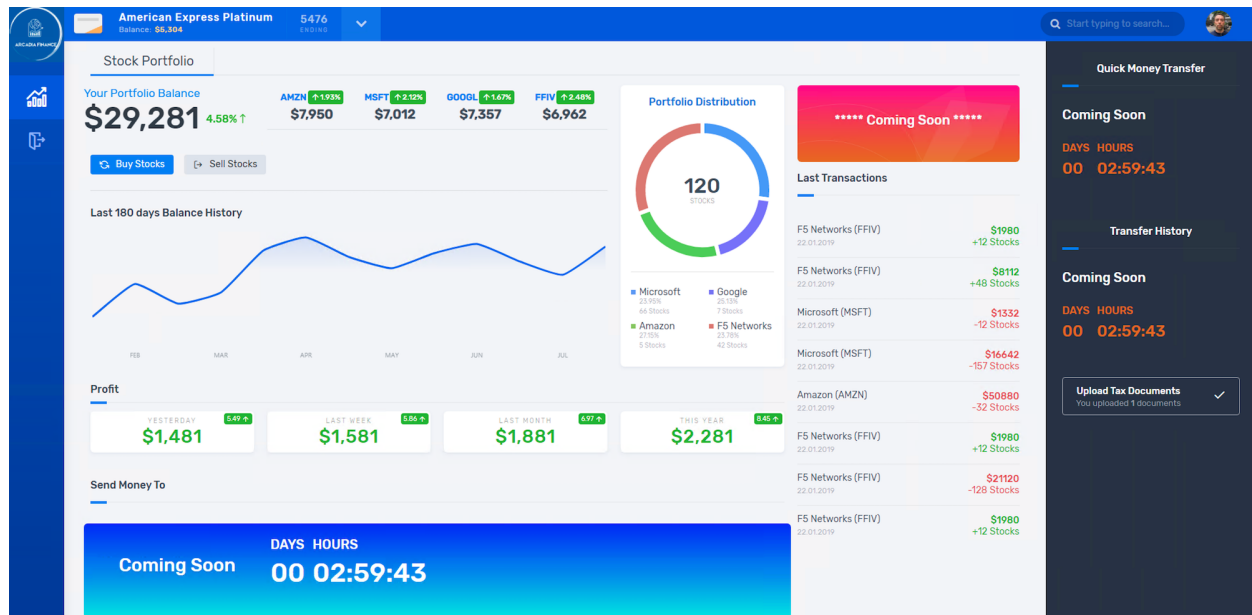 ARCADIA FINANCE
American Express Platinum
Balance: $5,304
5476
ENDING
Start typing to search...
Stock Portfolio
Your Portfolio Balance
$29,281 4.58% ↑
AMZN ↑ 1.93%
$7,950
MSFT ↑ 2.12%
$7,012
GOOGL ↑ 1.67%
$7,357
FFIV ↑ 2.48%
$6,962
Buy Stocks
Sell Stocks
Last 180 days Balance History
FEB MAR APR MAY JUN JUL
Portfolio Distribution
120
STOCKS
Microsoft
23.95%
66 Stocks
Google
25.13%
7 Stocks
Amazon
27.15%
5 Stocks
F5 Networks
23.78%
42 Stocks
Profit
YESTERDAY 5.49 ↑
$1,481
LAST WEEK 5.86 ↑
$1,581
LAST MONTH 6.97 ↑
$1,881
THIS YEAR 8.45 ↑
$2,281
Send Money To
Coming Soon
DAYS HOURS
00 02:59:43
***** Coming Soon *****
Last Transactions
F5 Networks (FFIV) $1980
22.01.2019 +12 Stocks
F5 Networks (FFIV) $8112
22.01.2019 +48 Stocks
Microsoft (MSFT) $1332
22.01.2019 -12 Stocks
Microsoft (MSFT) $16642
22.01.2019 -157 Stocks
Amazon (AMZN) $50880
22.01.2019 -32 Stocks
F5 Networks (FFIV) $1980
22.01.2019 +12 Stocks
F5 Networks (FFIV) $21120
22.01.2019 -128 Stocks
F5 Networks (FFIV) $1980
22.01.2019 +12 Stocks
Quick Money Transfer
Coming Soon
DAYS HOURS
00 02:59:43
Transfer History
Coming Soon
DAYS HOURS
00 02:59:43
Upload Tax Documents
You uploaded 1 documents